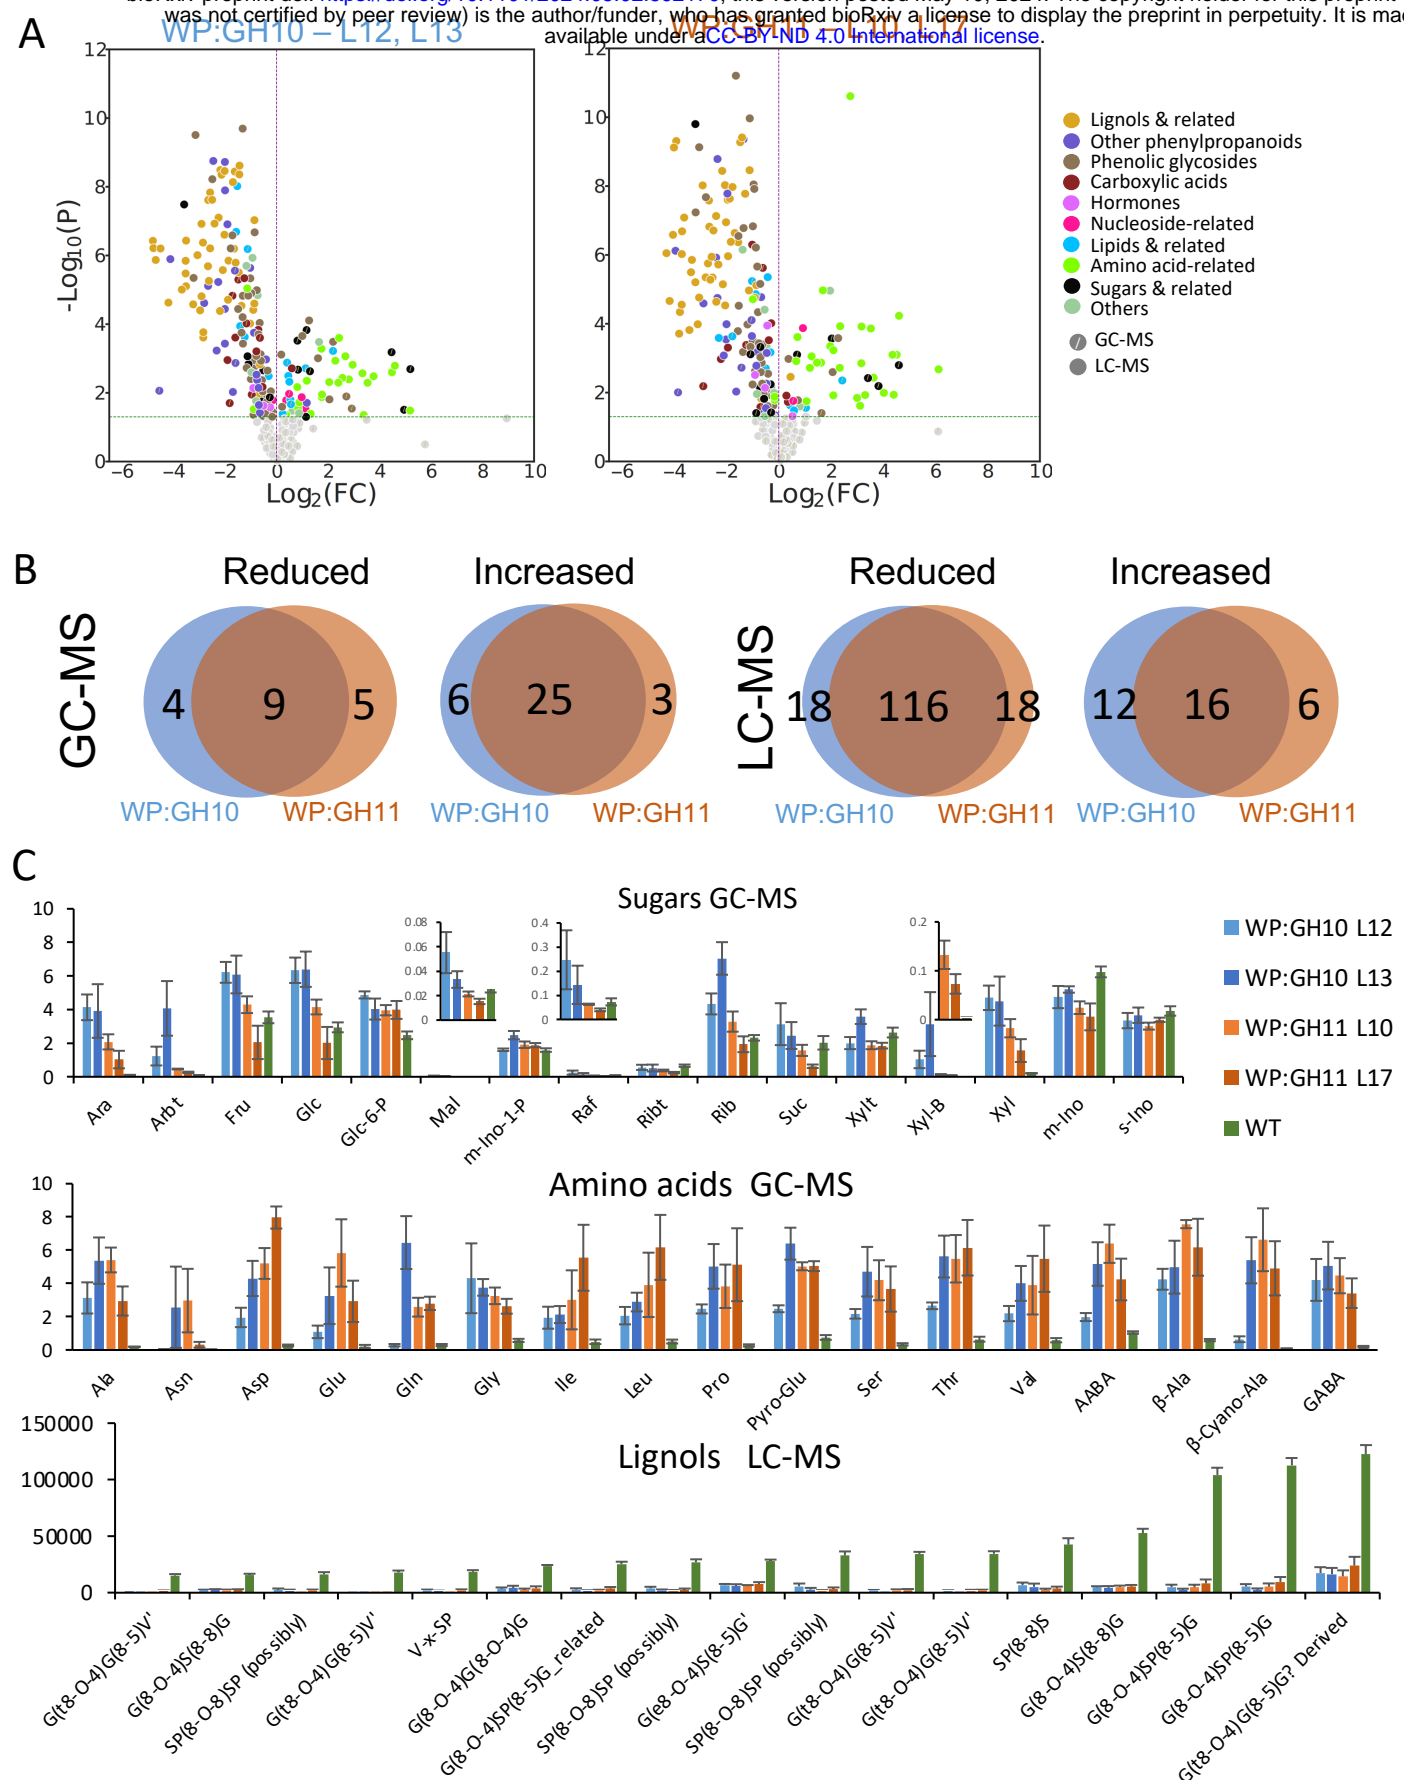 was not certified by peer review) is the author/funder, who has granted bioRxiv a license to display the preprint in perpetuity. It is
available under aCC-BY-ND 4.0 International license.
A
WP:GH10 – L12, L13
WP:GH11 – L10, L17
-Log10(P)
12
10
8
6
4
2
0
−6 −4 −2 0 2 4 6 8 10
Log2(FC)
12
10
8
6
4
2
0
−6 −4 −2 0 2 4 6 8 10
Log2(FC)
Lignols & related
Other phenylpropanoids
Phenolic glycosides
Carboxylic acids
Hormones
Nucleoside-related
Lipids & related
Amino acid-related
Sugars & related
Others
GC-MS
LC-MS
B
Reduced Increased Reduced Increased
GC-MS
4 9 5
6 25 3
LC-MS
18 116 18
12 16 6
WP:GH10 WP:GH11 WP:GH10 WP:GH11 WP:GH10 WP:GH11 WP:GH10 WP:GH11
C
Sugars GC-MS
10
8
6
4
2
0
0.08
0.06
0.04
0.02
0
0.4
0.3
0.2
0.1
0
0.2
0.1
0
Ara Arbt Fru Glc Glc-6-P Mal m-Ino-1-P Raf Ribt Rib Suc Xylt Xyl-B Xyl m-Ino s-Ino
WP:GH10 L12
WP:GH10 L13
WP:GH11 L10
WP:GH11 L17
WT
Amino acids GC-MS
10
8
6
4
2
0
Ala Asn Asp Glu Gln Gly Ile Leu Pro Pyro-Glu Ser Thr Val AABA β-Ala β-Cyano-Ala GABA
Lignols LC-MS
150000
100000
50000
0
G(t8-O-4)G(8-5)V'
G(8-O-4)S(8-8)G
SP(8-O-8)SP (possibly)
G(t8-O-4)G(8-5)V'
V-x-SP
G(8-O-4)G(8-O-4)G
G(8-O-4)SP(8-5)G_related
SP(8-O-8)SP (possibly)
G(e8-O-4)S(8-5)G'
SP(8-O-8)SP (possibly)
G(t8-O-4)G(8-5)V'
G(t8-O-4)G(8-5)V'
SP(8-8)S
G(8-O-4)S(8-8)G
G(8-O-4)SP(8-5)G
G(8-O-4)SP(8-5)G
G(t8-O-4)G(8-5)G? Derived